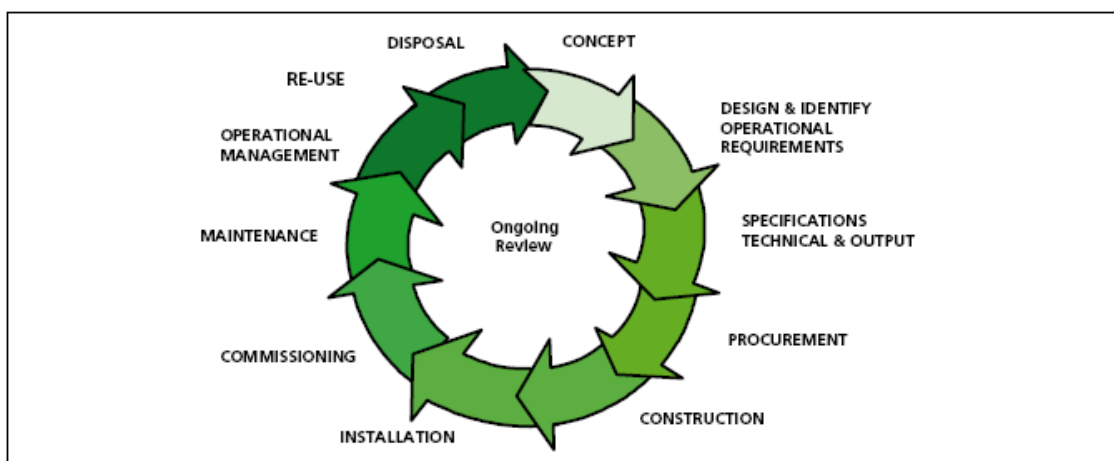 DISPOSAL
CONCEPT
RE-USE
DESIGN & IDENTIFY
OPERATIONAL
REQUIREMENTS
OPERATIONAL
MANAGEMENT
SPECIFICATIONS
TECHNICAL & OUTPUT
Ongoing
Review
MAINTENANCE
PROCUREMENT
COMMISSIONING
CONSTRUCTION
INSTALLATION